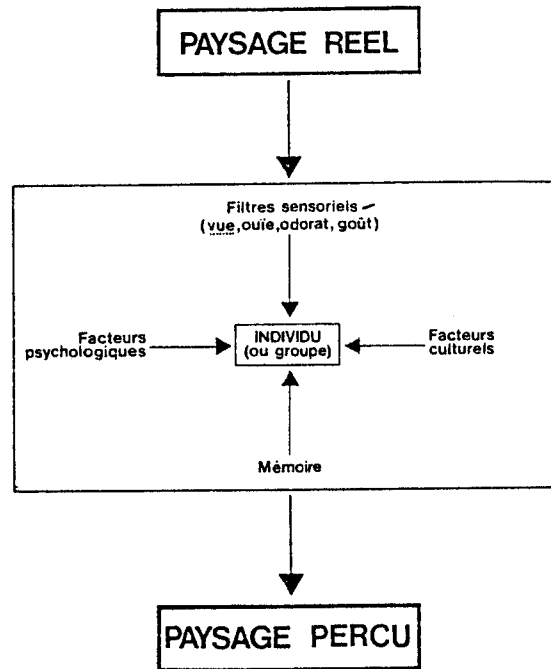 PAYSAGE REEL
Filtres sensoriels
(vue,ouïe,odorat, goût)
Facteurs
psychologiques
INDIVIDU
(ou groupe)
Facteurs
culturels
Mémoire
PAYSAGE PERCU